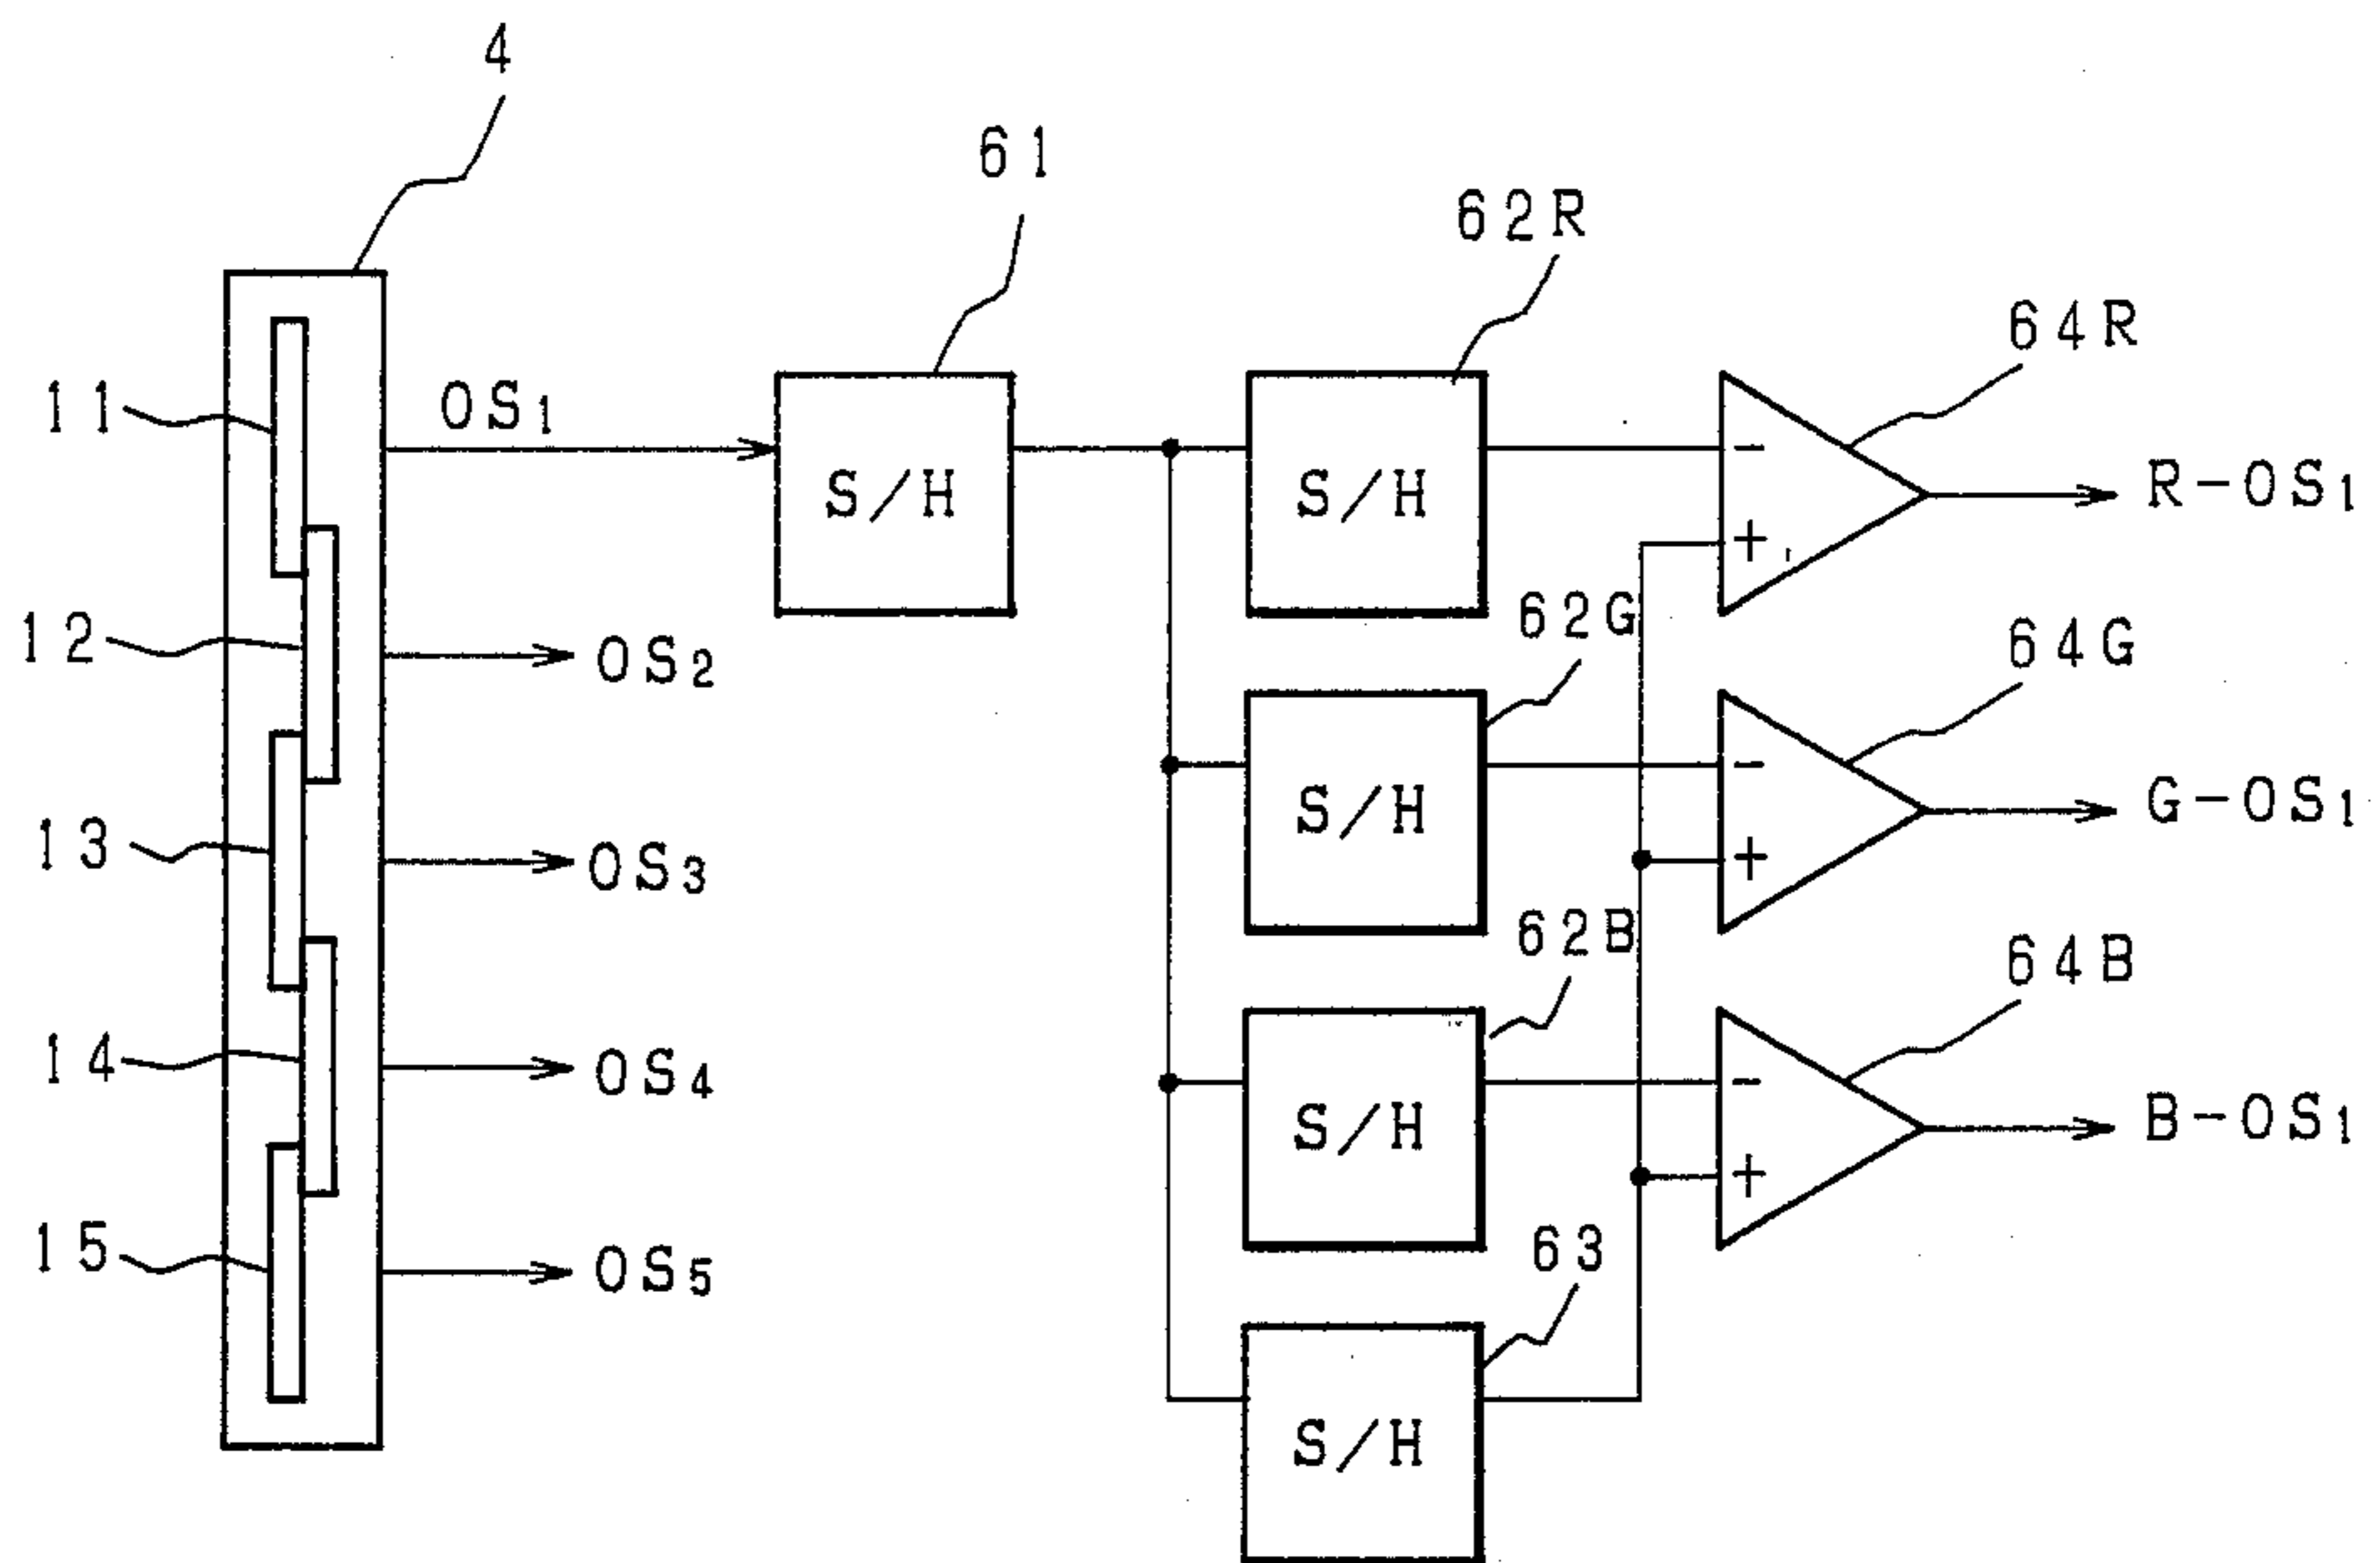 4
61
62R
64R
11
OS1
S/H
S/H
-
+
R-OS1
12
OS2
62G
64G
S/H
-
+
G-OS1
13
OS3
62B
64B
14
OS4
S/H
-
+
B-OS1
15
OS5
63
S/H